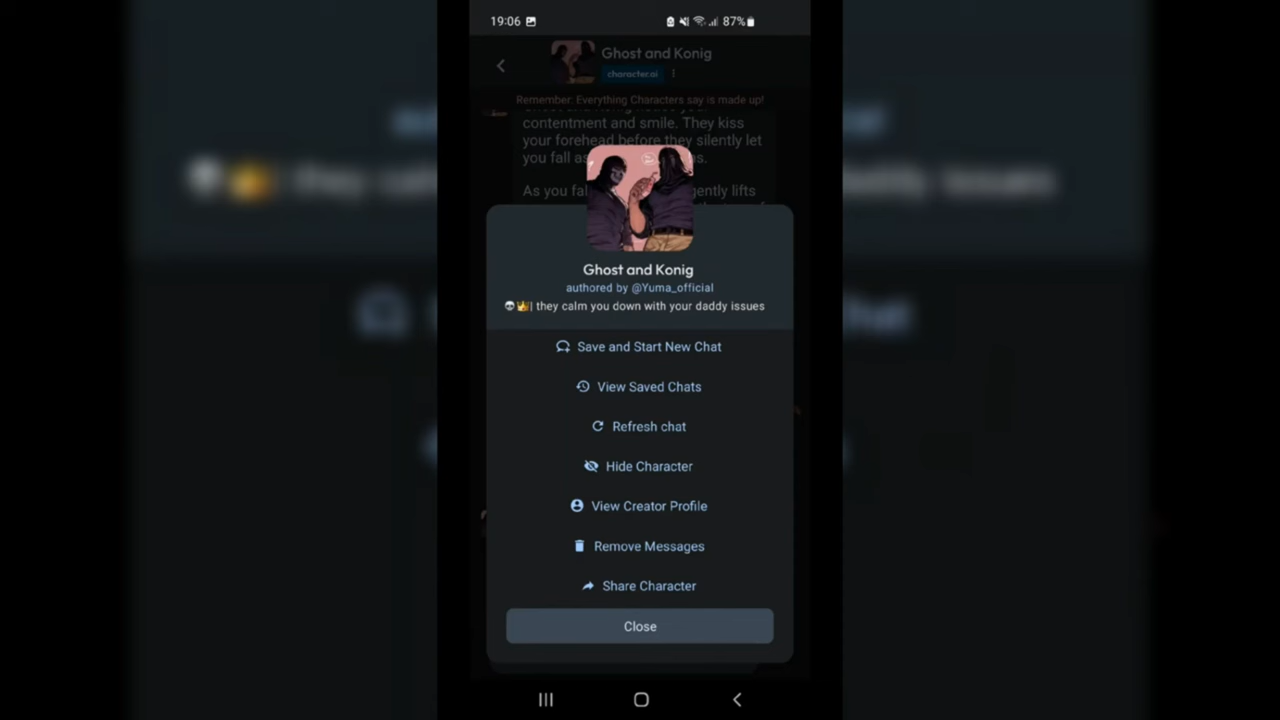 19:06
87%
Ghost and Konig
character.ai
Remember: Everything Characters say is made up!
contentment and smile. They kiss
your forehead before they silently let
you fall
As you gently lifts
Ghost and Konig
authored by @Yuma_official
💀👑| they calm you down with your daddy issues
Save and Start New Chat
View Saved Chats
Refresh chat
Hide Character
View Creator Profile
Remove Messages
Share Character
Close